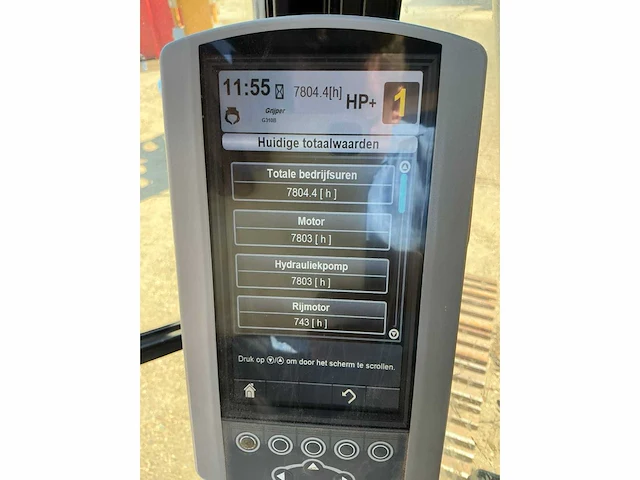 11:55 7804.4[h] HP+ 1
Grijper
G310B
Huidige totaalwaarden
Totale bedrijfsuren
7804.4 [ h ]
Motor
7803 [ h ]
Hydrauliekpomp
7803 [ h ]
Rijmotor
743 [ h ]
Druk op / om door het scherm te scrollen.